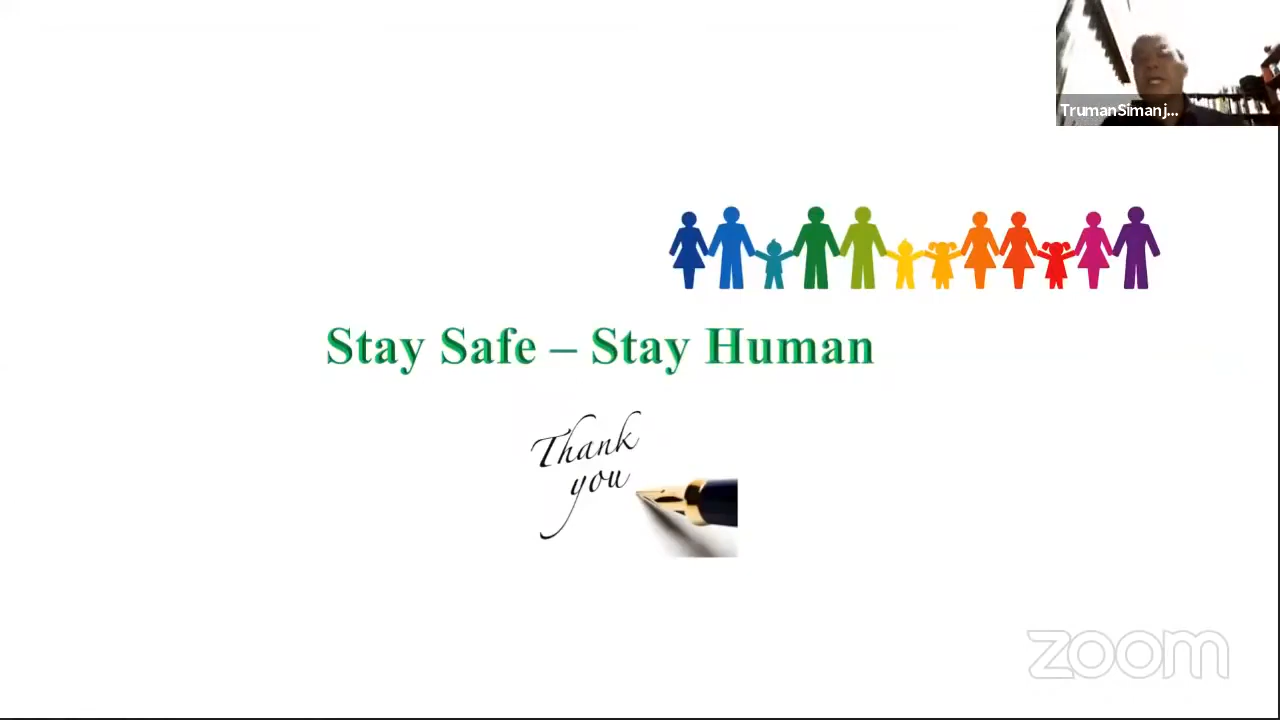 TrumanSimanj...
Stay Safe – Stay Human
Thank
you
zoom